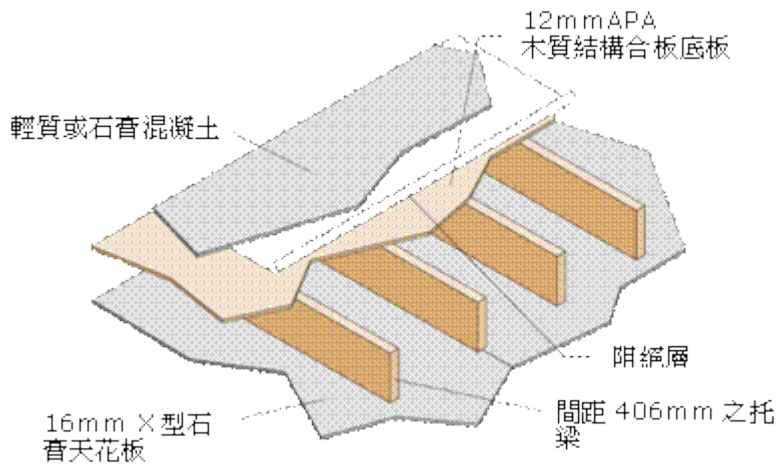 12mmAPA
木質結構合板底板
輕質或石膏混凝土
阻絕層
間距 406mm 之托
梁
16mm X型石
膏天花板